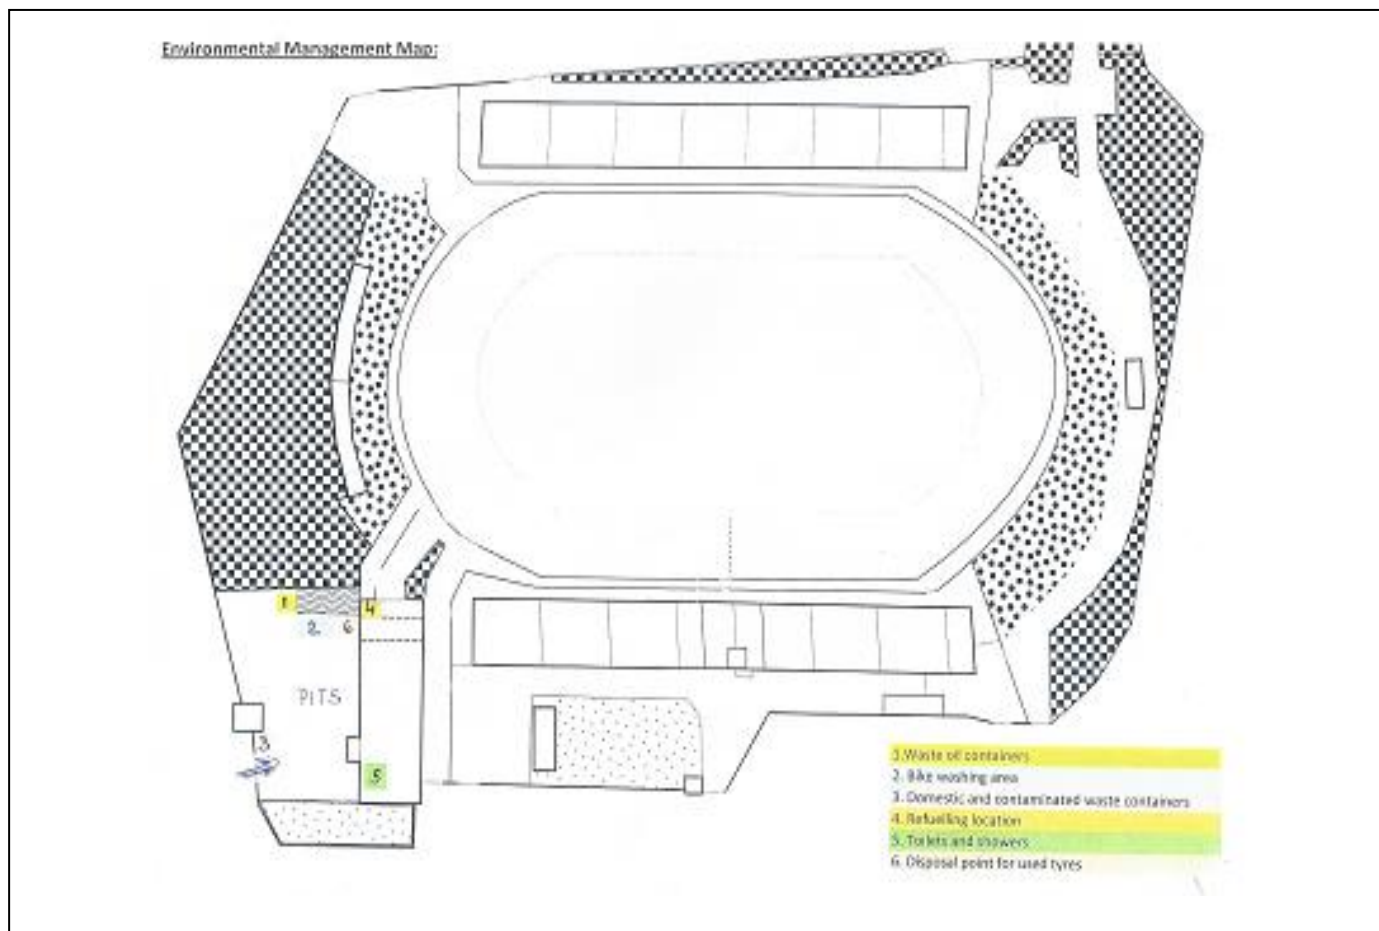 Environmental Management Map:
1
4
2 6
PITS
3
5
1.Waste oil containers
2. Bike washing area
3. Domestic and contaminated waste containers
4. Refuelling location
5. Toilets and showers
6. Disposal point for used tyres